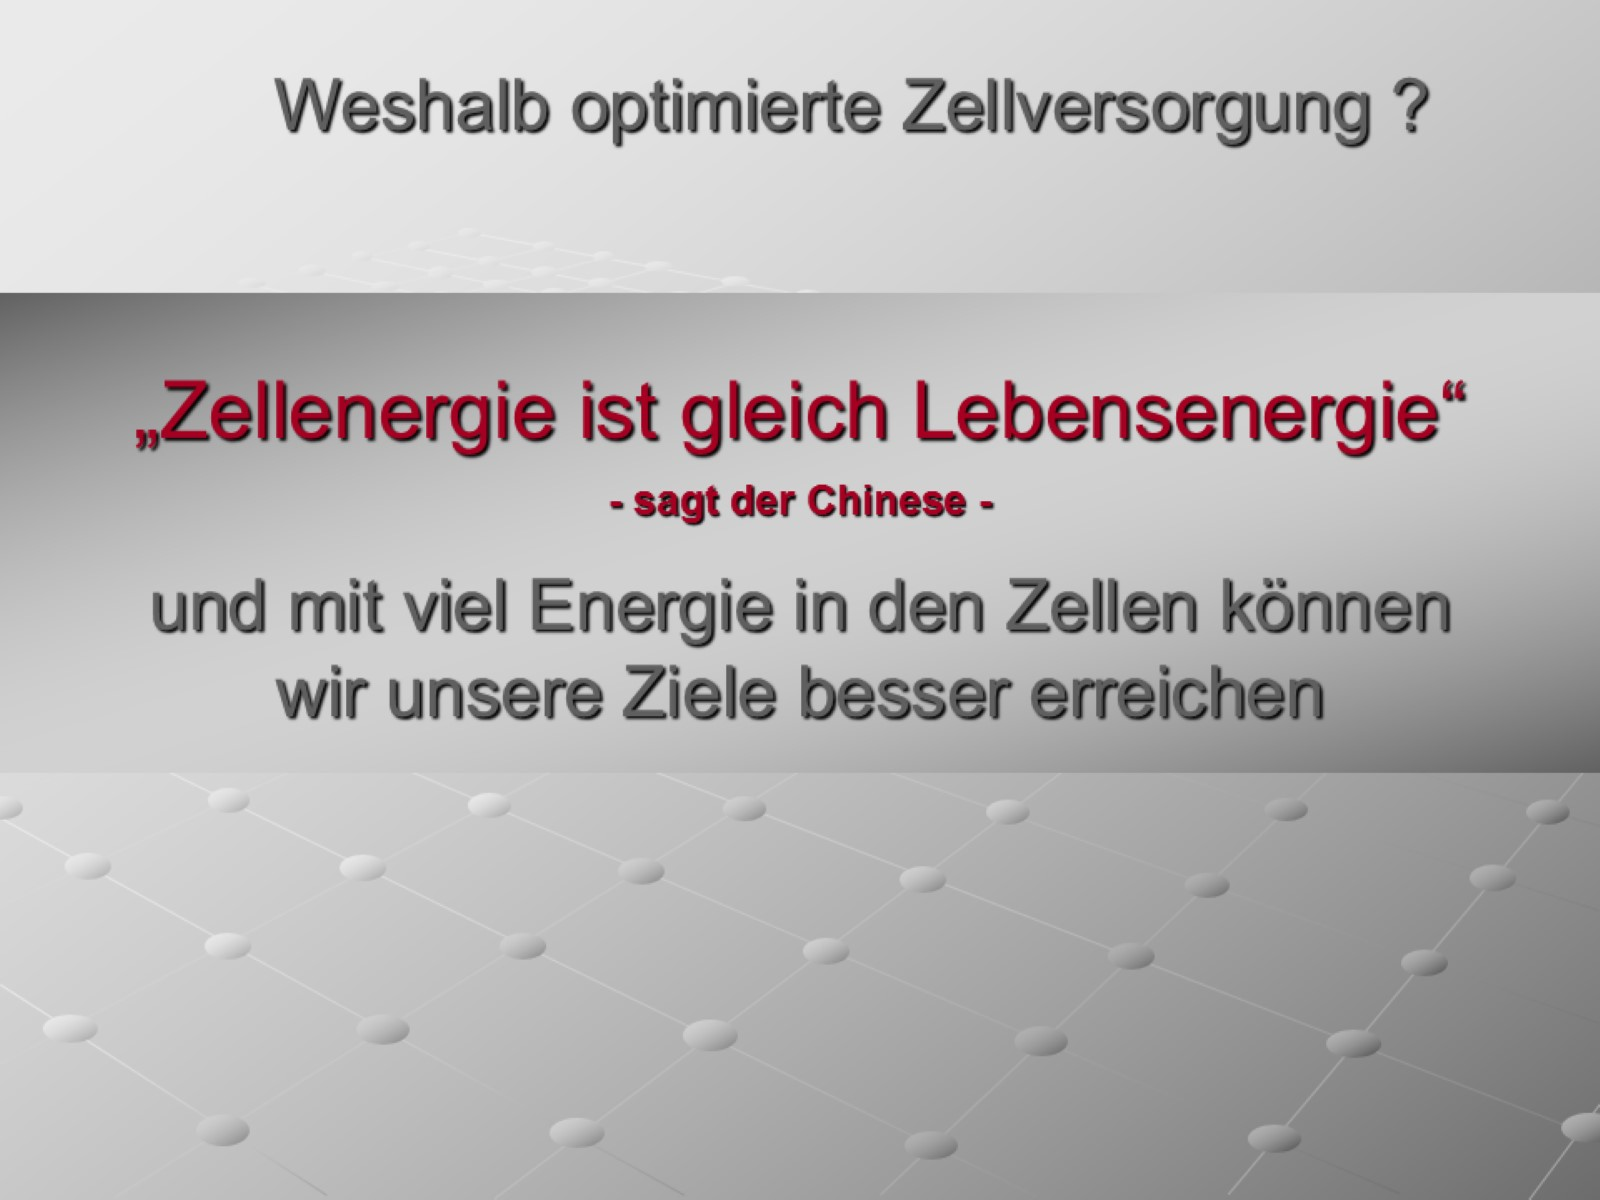 Weshalb optimierte Zellversorgung ?
„Zellenergie ist gleich Lebensenergie“
- sagt der Chinese -
und mit viel Energie in den Zellen können
wir unsere Ziele besser erreichen